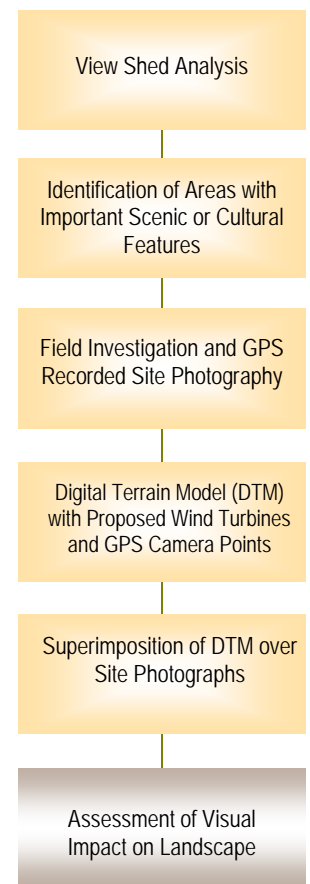 View Shed Analysis
Identification of Areas with
Important Scenic or Cultural
Features
Field Investigation and GPS
Recorded Site Photography
Digital Terrain Model (DTM)
with Proposed Wind Turbines
and GPS Camera Points
Superimposition of DTM over
Site Photographs
Assessment of Visual
Impact on Landscape